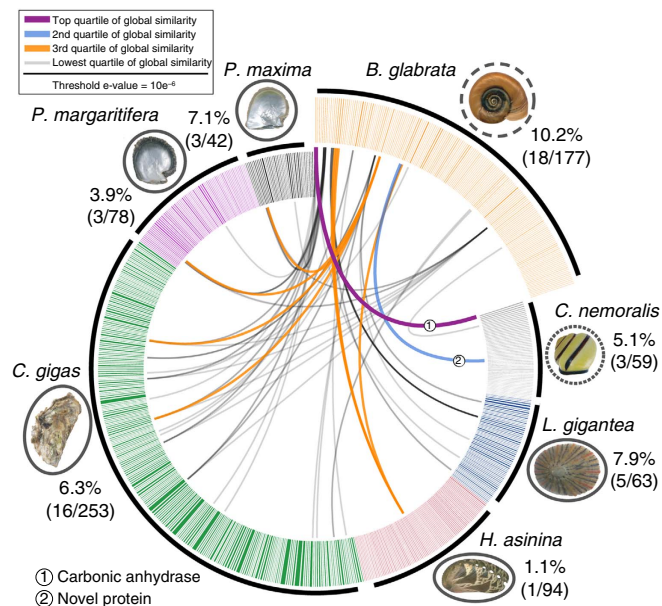 Top quartile of global similarity
2nd quartile of global similarity
3rd quartile of global similarity
Lowest quartile of global similarity
Threshold e-value = 10e⁻⁶
P. maxima
7.1%
(3/42)
B. glabrata
10.2%
(18/177)
P. margaritifera
3.9%
(3/78)
C. nemoralis
5.1%
(3/59)
C. gigas
6.3%
(16/253)
L. gigantea
7.9%
(5/63)
H. asinina
1.1%
(1/94)
1
2
① Carbonic anhydrase
② Novel protein